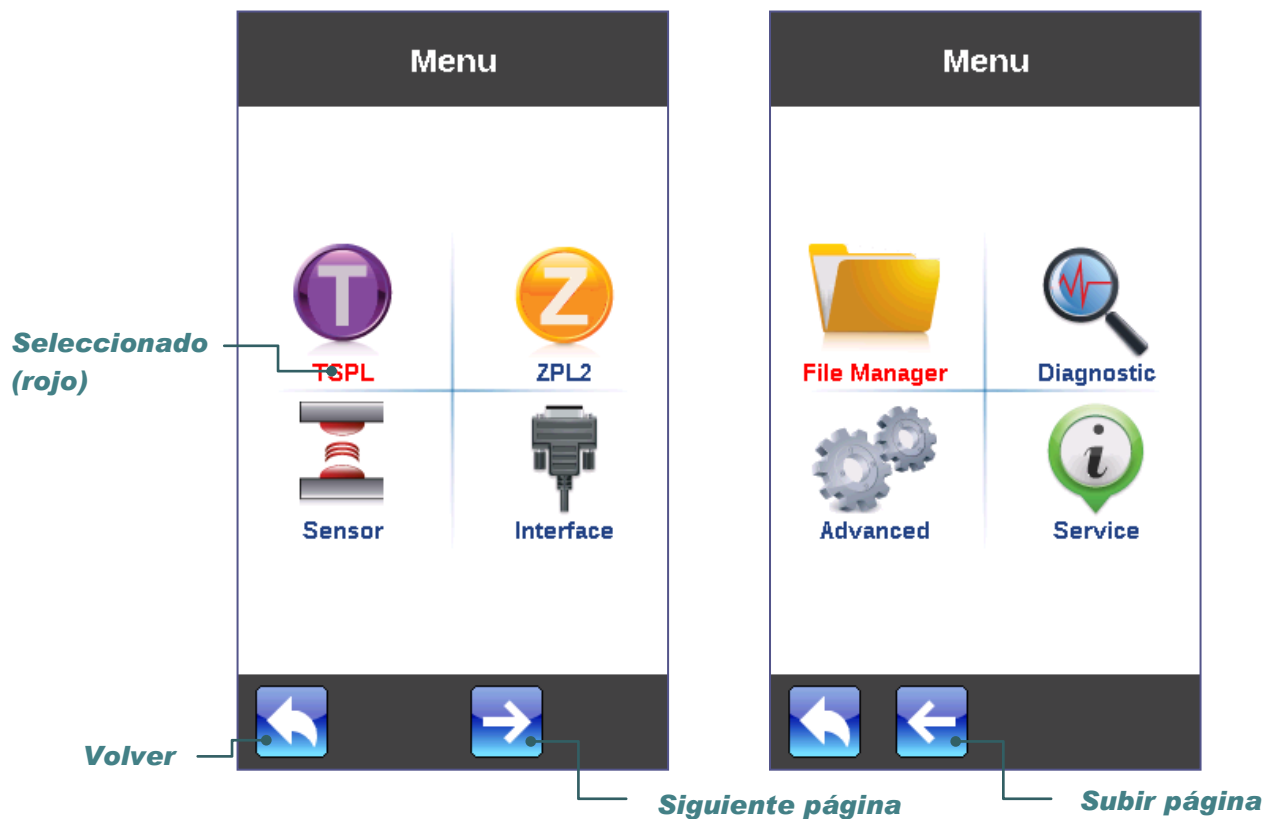 Menu
TSPL
ZPL2
Sensor
Interface
Seleccionado
(rojo)
Volver
Siguiente página
Menu
File Manager
Diagnostic
Advanced
Service
Subir página